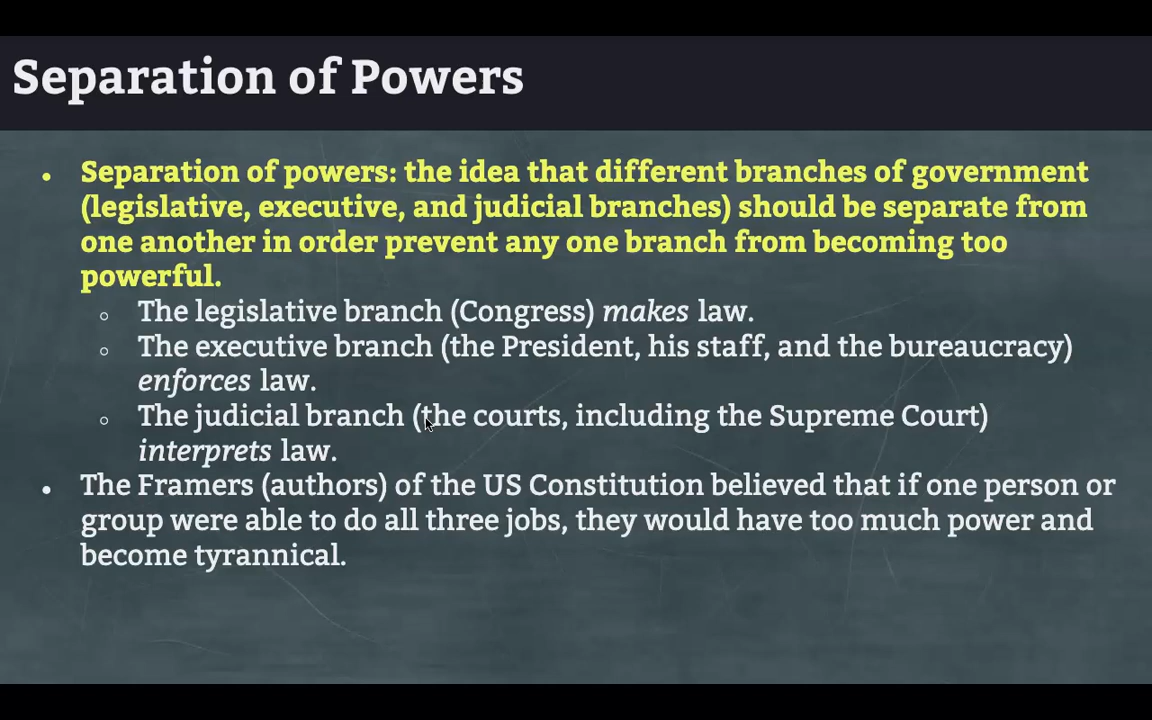 Separation of Powers
• Separation of powers: the idea that different branches of government
(legislative, executive, and judicial branches) should be separate from
one another in order prevent any one branch from becoming too
powerful.
○ The legislative branch (Congress) makes law.
○ The executive branch (the President, his staff, and the bureaucracy)
enforces law.
○ The judicial branch (the courts, including the Supreme Court)
interprets law.
• The Framers (authors) of the US Constitution believed that if one person or
group were able to do all three jobs, they would have too much power and
become tyrannical.